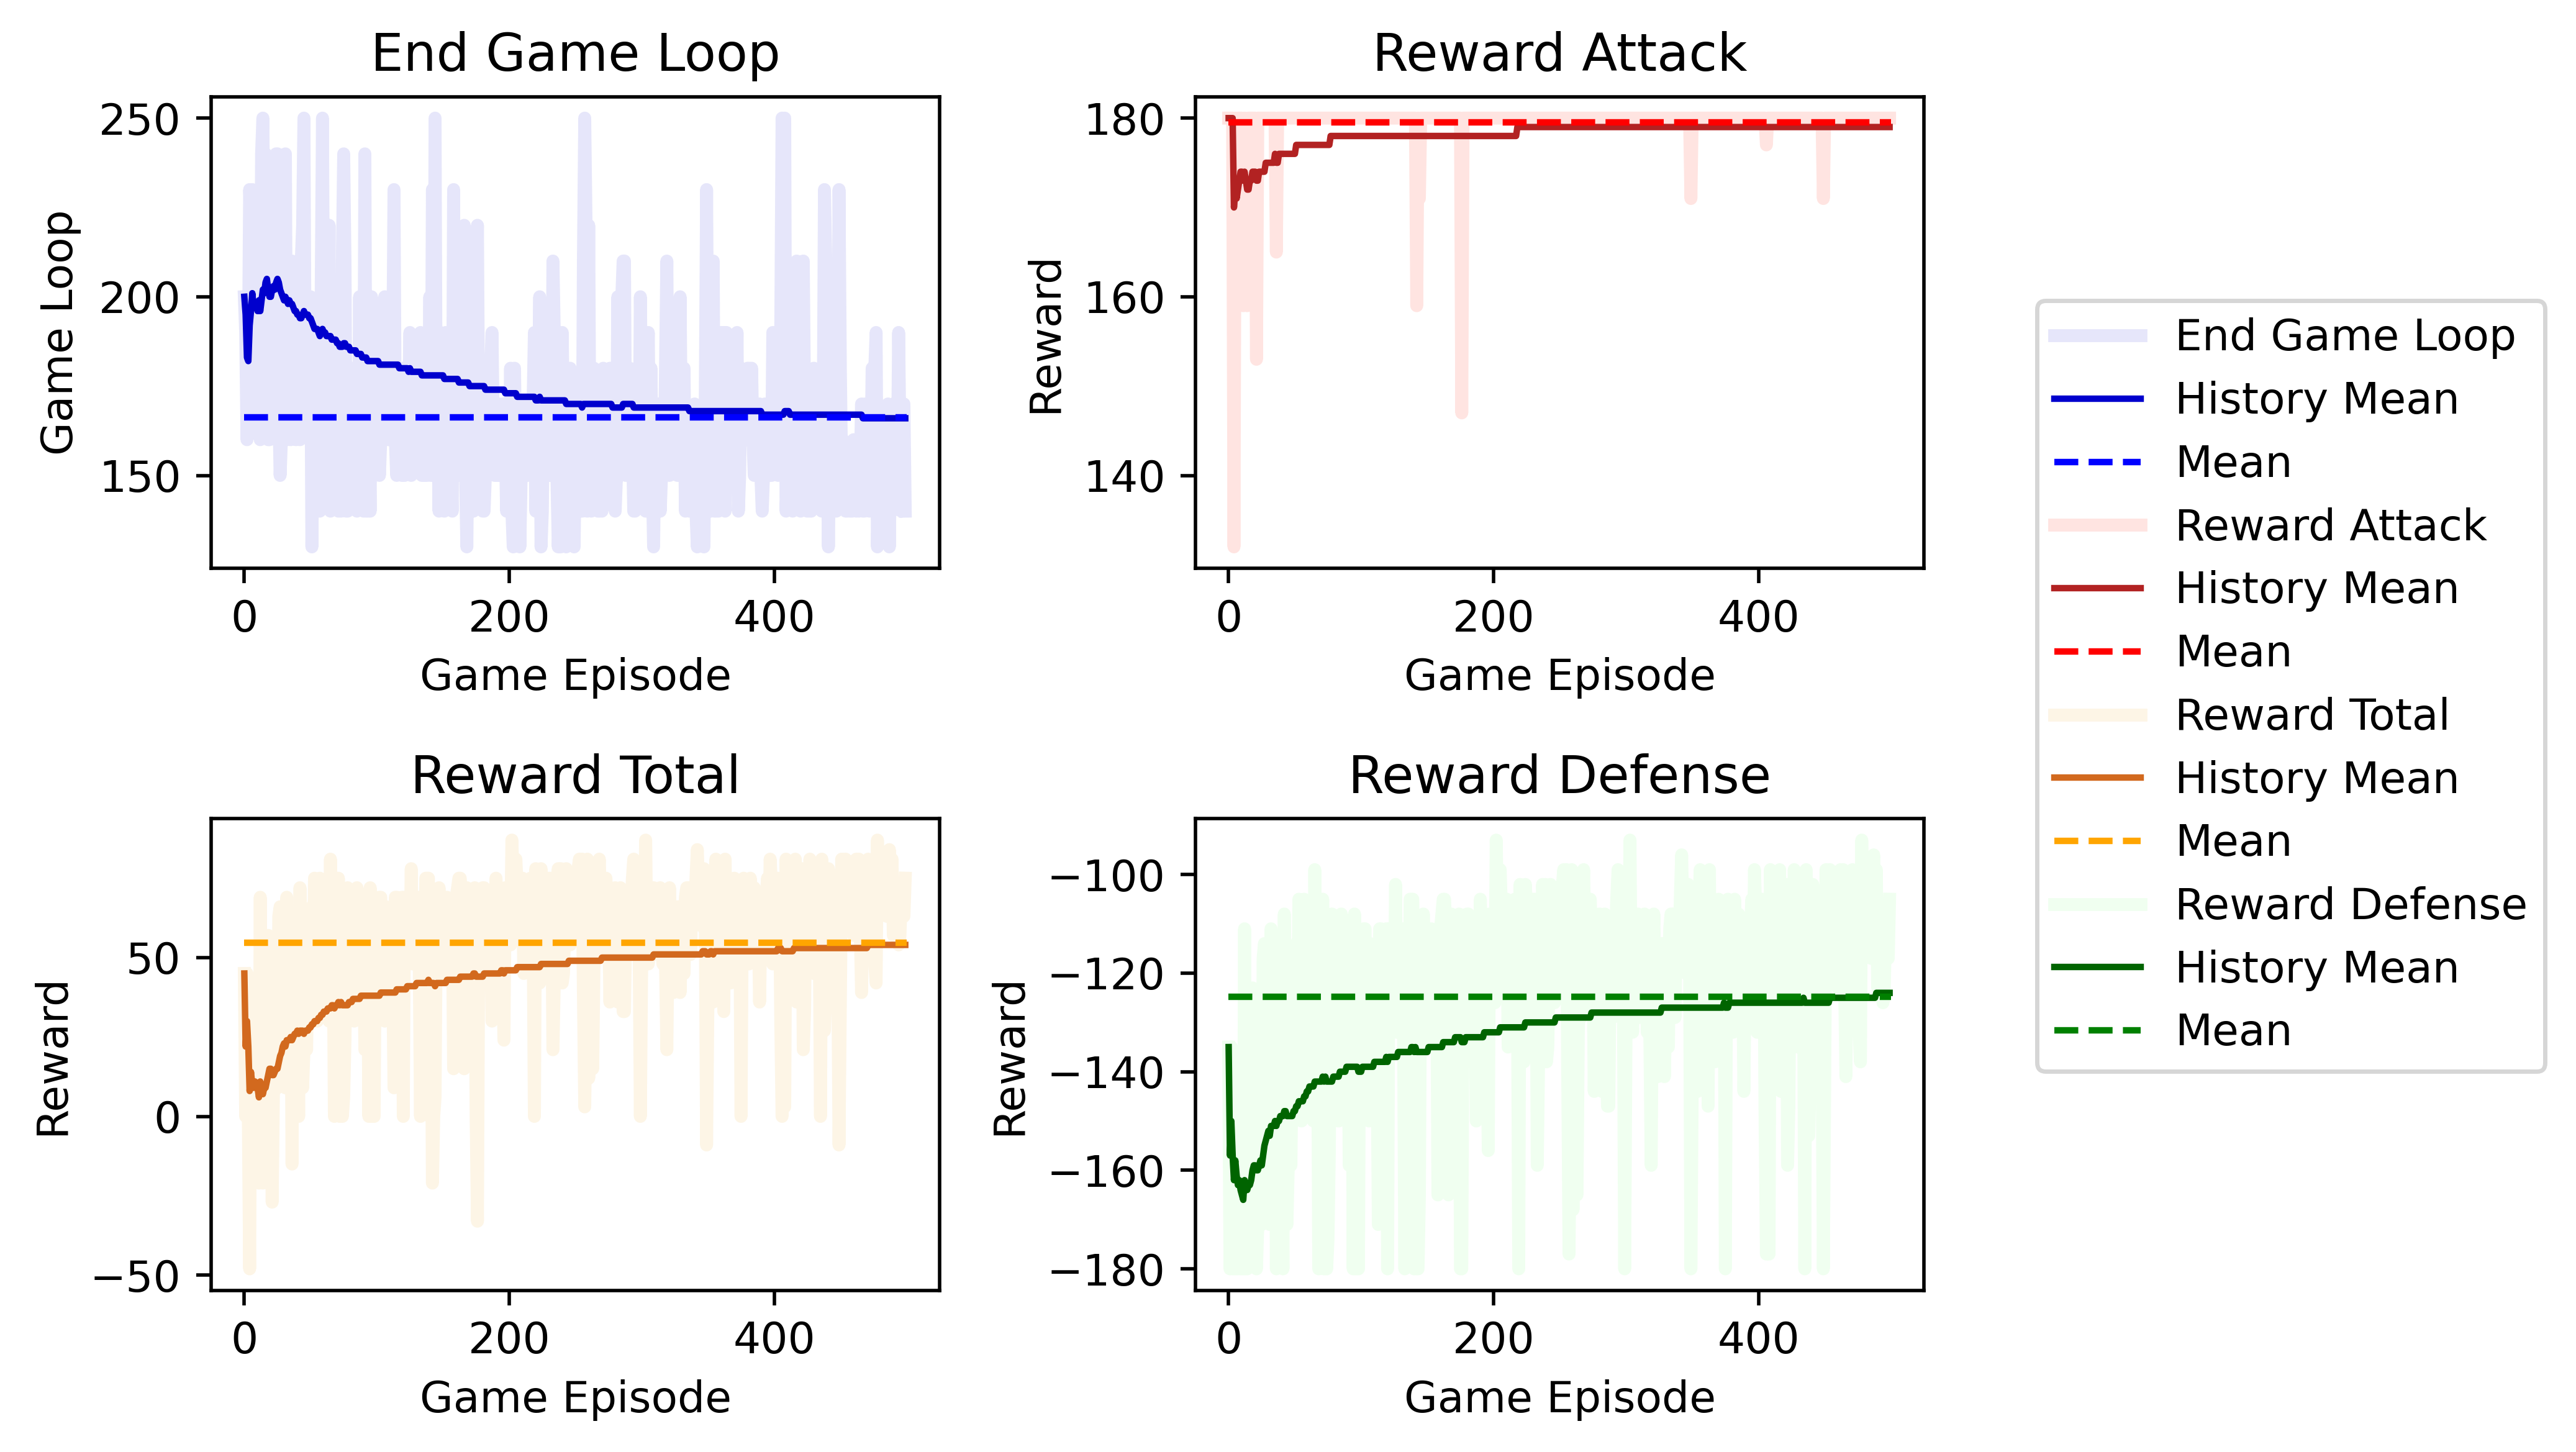 End Game Loop
250
200
150
Game Loop
0 200 400
Game Episode
Reward Attack
180
160
140
Reward
0 200 400
Game Episode
Reward Total
50
0
−50
Reward
0 200 400
Game Episode
Reward Defense
−100
−120
−140
−160
−180
Reward
0 200 400
Game Episode
End Game Loop
History Mean
Mean
Reward Attack
History Mean
Mean
Reward Total
History Mean
Mean
Reward Defense
History Mean
Mean